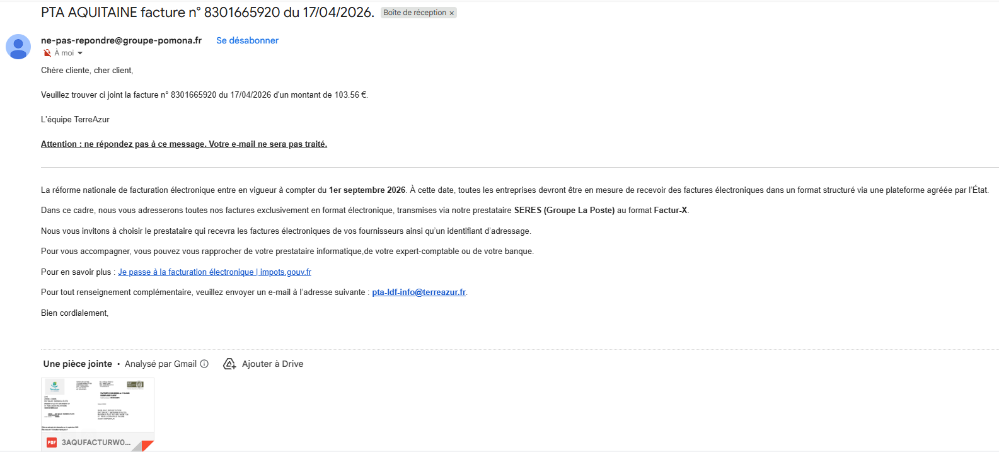 PTA AQUITAINE facture n° 8301665920 du 17/04/2026. Boîte de réception ×
ne-pas-repondre@groupe-pomona.fr Se désabonner
À moi
Chère cliente, cher client,
Veuillez trouver ci joint la facture n° 8301665920 du 17/04/2026 d'un montant de 103.56 €.
L'équipe TerreAzur
Attention : ne répondez pas à ce message. Votre e-mail ne sera pas traité.
La réforme nationale de facturation électronique entre en vigueur à compter du 1er septembre 2026. À cette date, toutes les entreprises devront être en mesure de recevoir des factures électroniques dans un format structuré via une plateforme agréée par l’État.
Dans ce cadre, nous vous adresserons toutes nos factures exclusivement en format électronique, transmises via notre prestataire SERES (Groupe La Poste) au format Factur-X.
Nous vous invitons à choisir le prestataire qui recevra les factures électroniques de vos fournisseurs ainsi qu’un identifiant d’adressage.
Pour vous accompagner, vous pouvez vous rapprocher de votre prestataire informatique,de votre expert-comptable ou de votre banque.
Pour en savoir plus : Je passe à la facturation électronique | impots.gouv.fr
Pour tout renseignement complémentaire, veuillez envoyer un e-mail à l’adresse suivante : pta-ldf-info@terreazur.fr.
Bien cordialement,
Une pièce jointe • Analysé par Gmail Ajouter à Drive
PDF 3AQUFACTURW0...